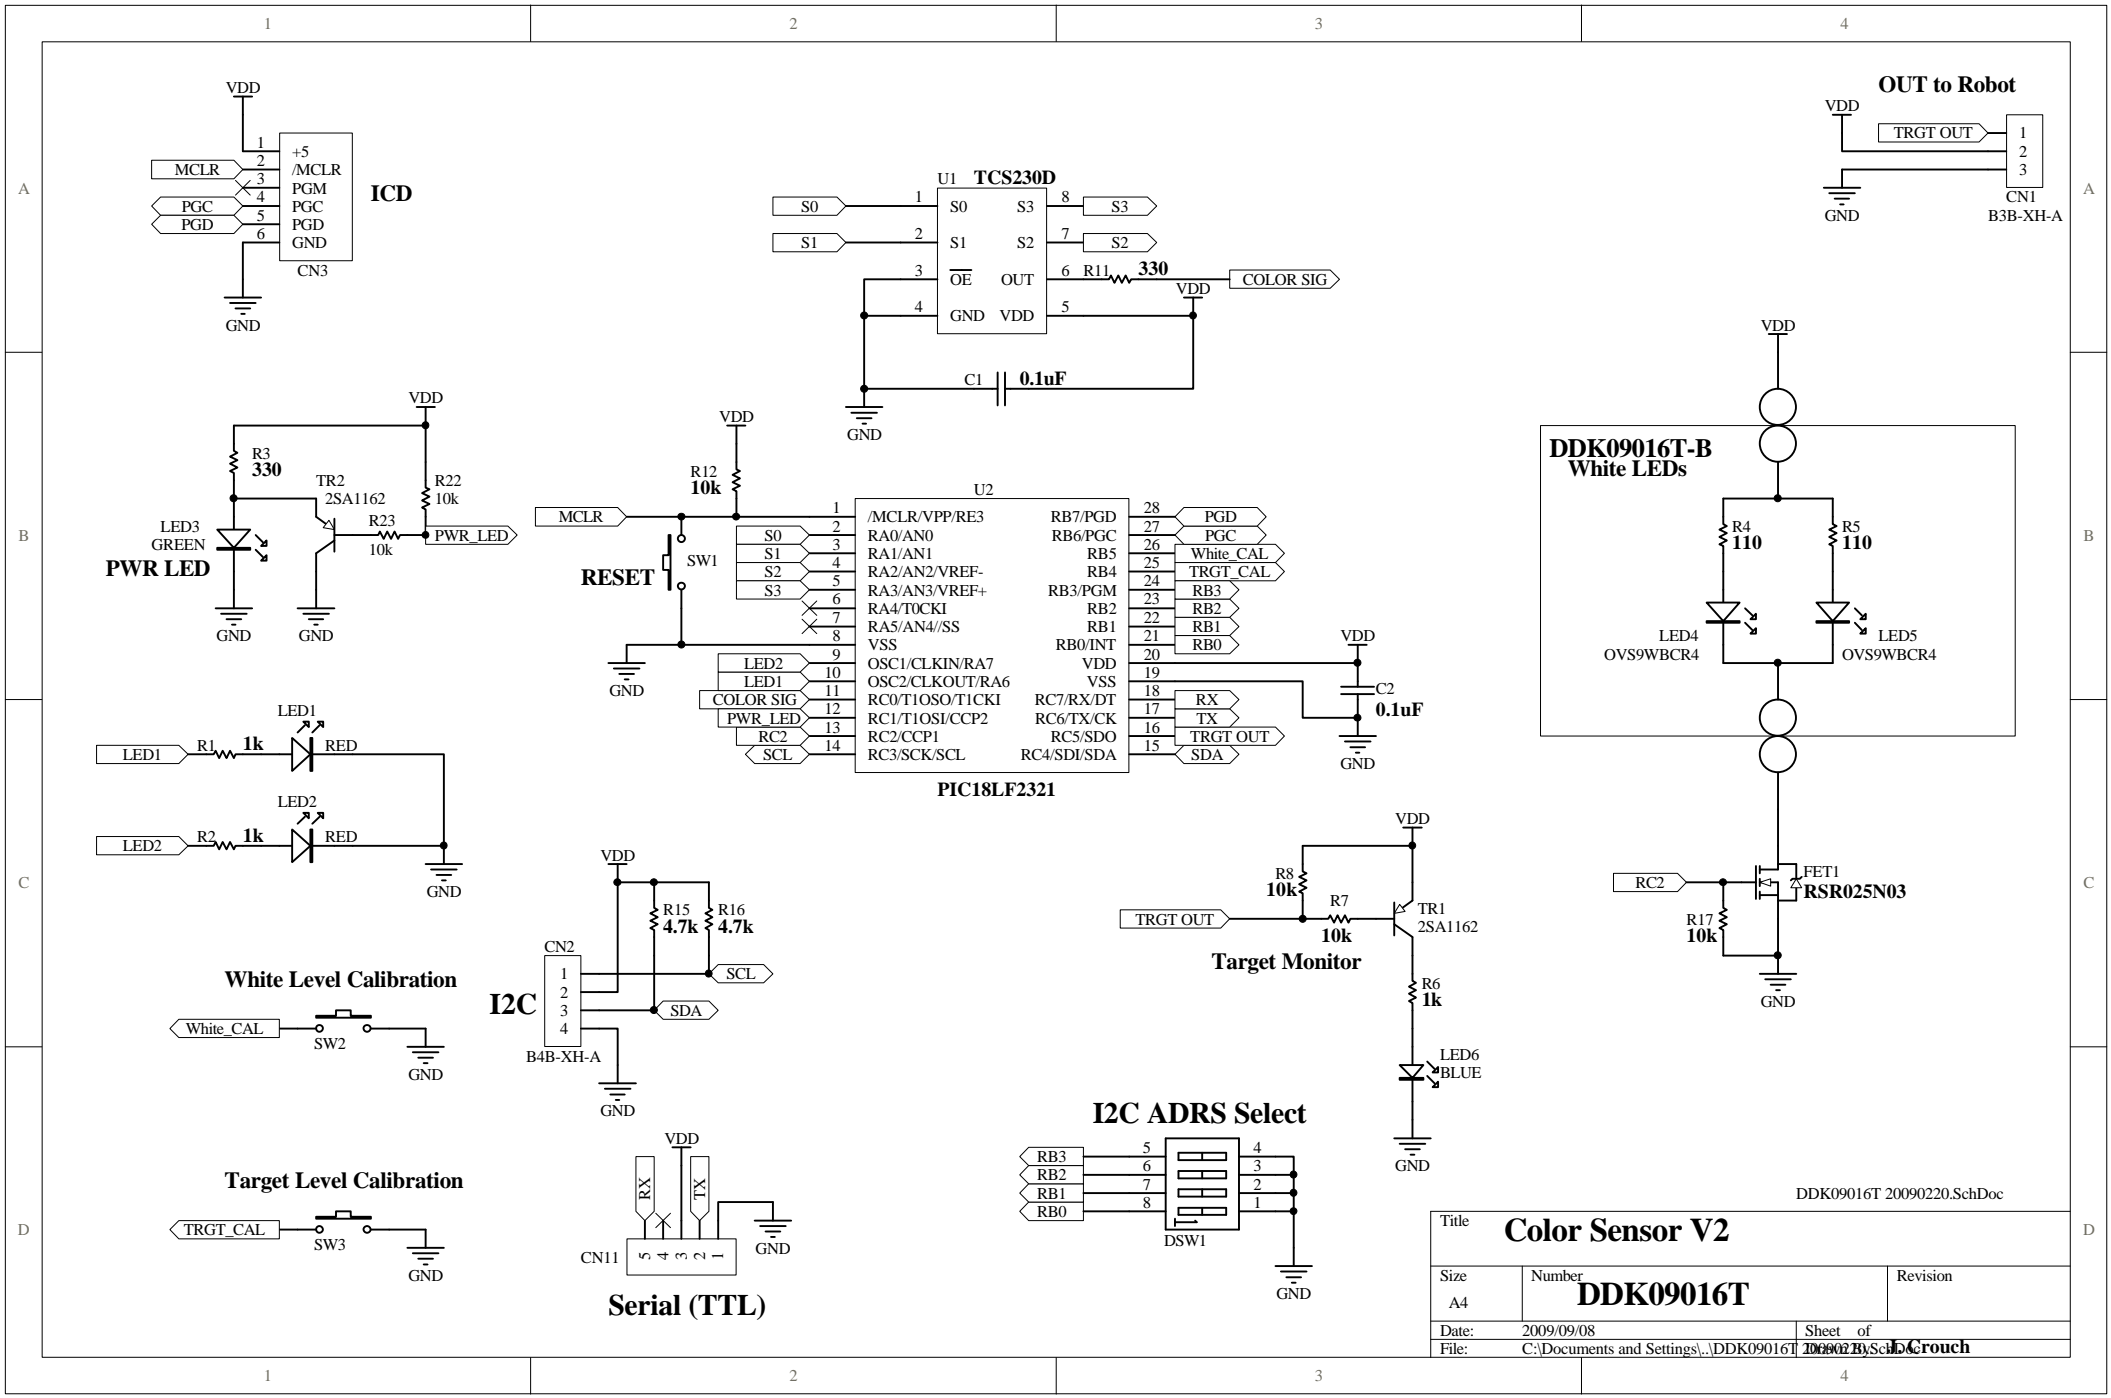 1 2 3 4
A
B
C
D
A
B
C
D
1 2 3 4
VDD
1 +5
MCLR 2 /MCLR
3 PGM
PGC 4 PGC
PGD 5 PGD
6 GND
CN3
ICD
GND
U1 TCS230D
S0 1 S0 S3 8 S3
S1 2 S1 S2 7 S2
3 OE OUT 6 R11 330 COLOR SIG
VDD
4 GND VDD 5
C1 0.1uF
GND
OUT to Robot
VDD
TRGT OUT 1
2
3
GND
CN1
B3B-XH-A
VDD
R3
330
TR2
2SA1162
R22
10k
R23
10k
PWR_LED
LED3
GREEN
PWR LED
GND GND
VDD
R12
10k
U2
MCLR
RESET
SW1
GND
1 /MCLR/VPP/RE3 RB7/PGD 28 PGD
S0 2 RA0/AN0 RB6/PGC 27 PGC
S1 3 RA1/AN1 RB5 26 White_CAL
S2 4 RA2/AN2/VREF- RB4 25 TRGT_CAL
S3 5 RA3/AN3/VREF+ RB3/PGM 24 RB3
6 RA4/T0CKI RB2 23 RB2
7 RA5/AN4//SS RB1 22 RB1
8 VSS RB0/INT 21 RB0
LED2 9 OSC1/CLKIN/RA7 VDD 20
LED1 10 OSC2/CLKOUT/RA6 VSS 19
COLOR SIG 11 RC0/T1OSO/T1CKI RC7/RX/DT 18 RX
PWR_LED 12 RC1/T1OSI/CCP2 RC6/TX/CK 17 TX
RC2 13 RC2/CCP1 RC5/SDO 16 TRGT OUT
SCL 14 RC3/SCK/SCL RC4/SDI/SDA 15 SDA
PIC18LF2321
VDD
C2
0.1uF
GND
VDD
DDK09016T-B
White LEDs
R4
110
R5
110
LED4
OVS9WBCR4
LED5
OVS9WBCR4
RC2
FET1
RSR025N03
R17
10k
GND
LED1
LED1 R1 1k RED
LED2
LED2 R2 1k RED
GND
VDD
R15
4.7k
R16
4.7k
CN2
I2C
1 SCL
2
3 SDA
4
B4B-XH-A
GND
VDD
R8
10k
TRGT OUT
R7
10k
TR1
2SA1162
Target Monitor
R6
1k
LED6
BLUE
GND
White Level Calibration
White_CAL
SW2
GND
Target Level Calibration
TRGT_CAL
SW3
GND
VDD
RX TX
GND
CN11 5 4 3 2 1
Serial (TTL)
I2C ADRS Select
RB3 5 4
RB2 6 3
RB1 7 2
RB0 8 1
DSW1
GND
DDK09016T 20090220.SchDoc
Title Color Sensor V2
Size Number Revision
A4 DDK09016T
Date: 2009/09/08 Sheet of
File: C:\Documents and Settings\..\DDK09016T 20090220.SchDoc
Drawn By: Crouch